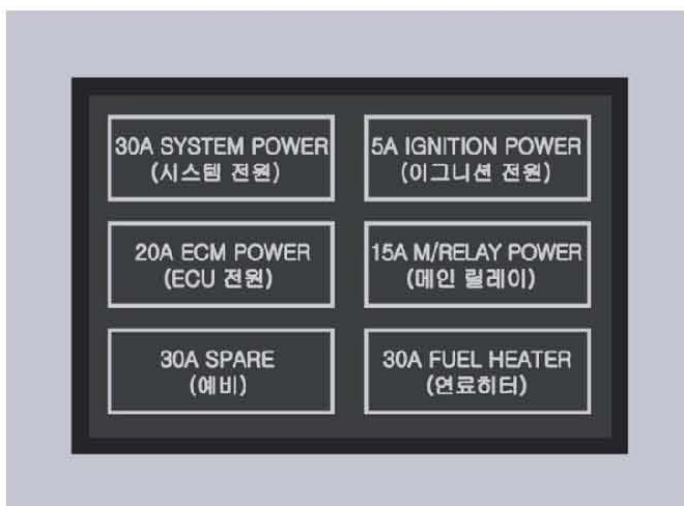 30A SYSTEM POWER
(시스템 전원)
5A IGNITION POWER
(이그니션 전원)
20A ECM POWER
(ECU 전원)
15A M/RELAY POWER
(메인 릴레이)
30A SPARE
(예비)
30A FUEL HEATER
(연료히터)